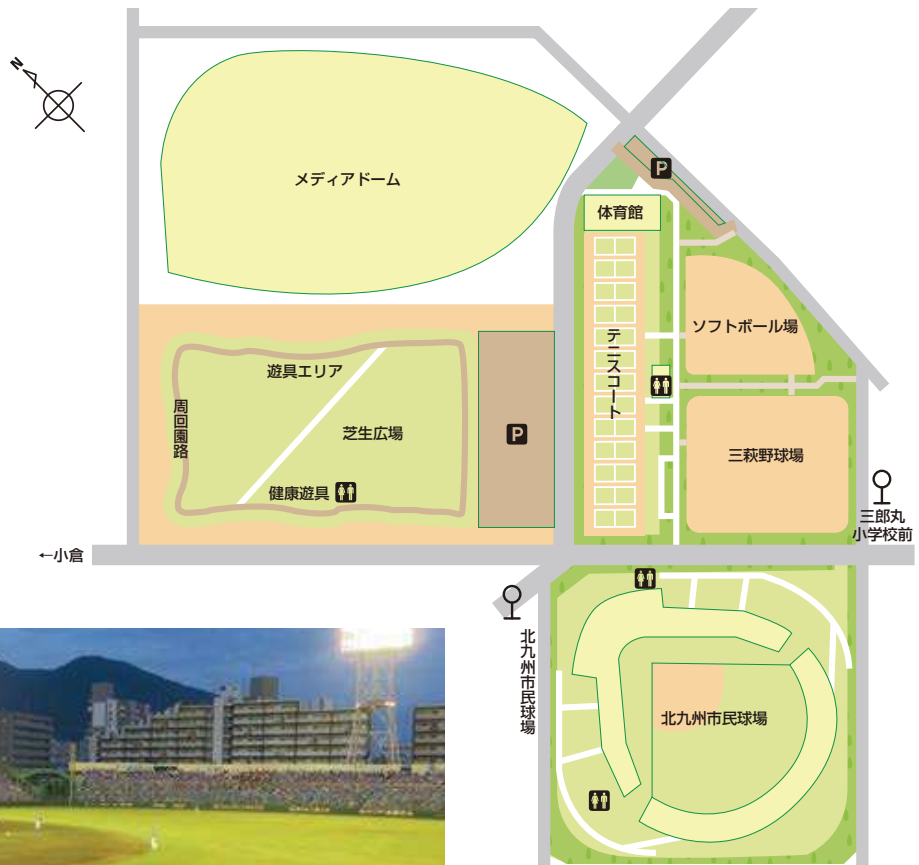 N
メディアドーム
P
体育館
ソフトボール場
テニスコート
遊具エリア
周回園路
芝生広場
P
三萩野球場
健康遊具
三郎丸
小学校前
←小倉
北九州市民球場
北九州市民球場